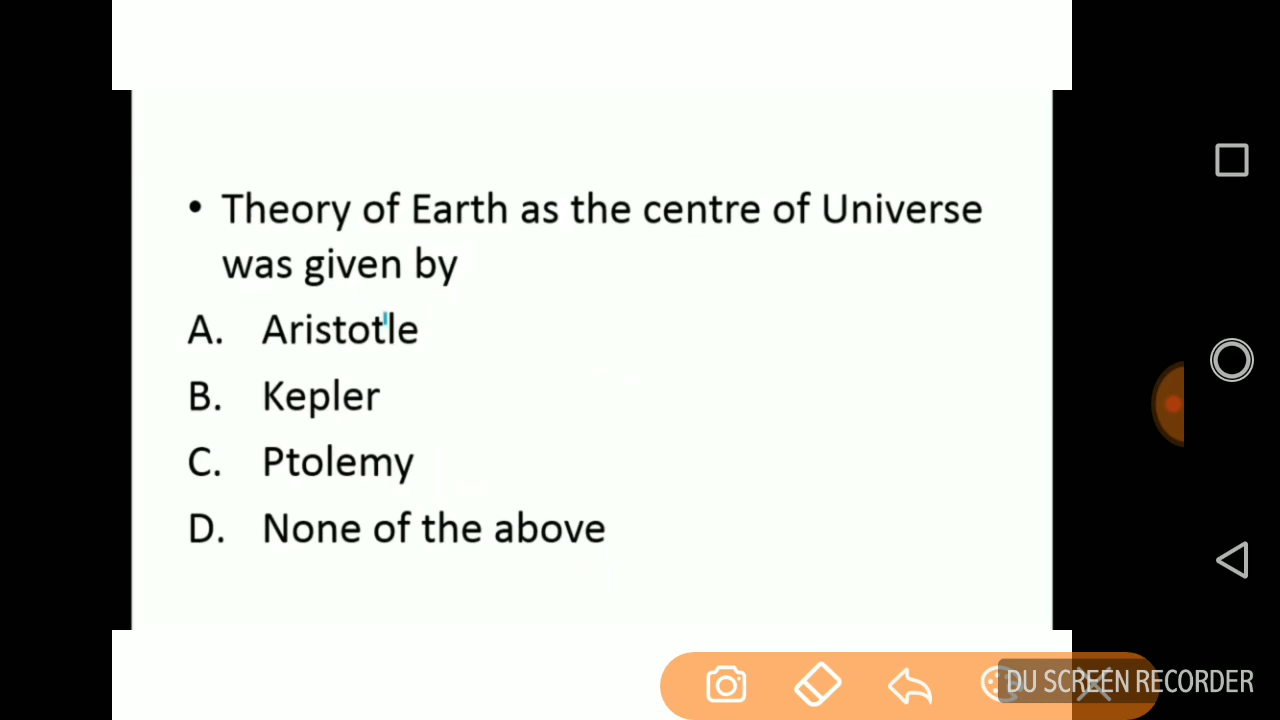 • Theory of Earth as the centre of Universe
was given by
A. Aristotle
B. Kepler
C. Ptolemy
D. None of the above
DU SCREEN RECORDER